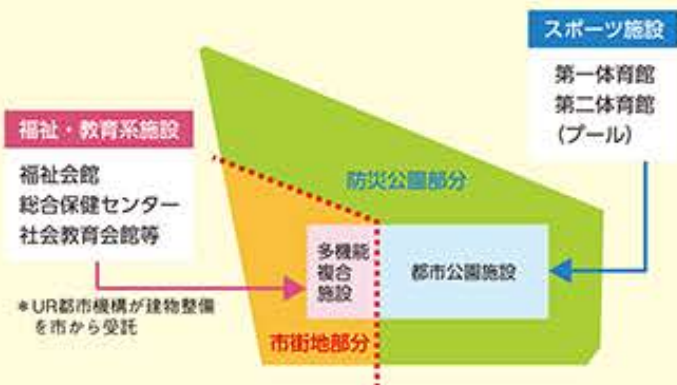 スポーツ施設
第一体育館
第二体育館
(プール)
福祉・教育系施設
福祉会館
総合保健センター
社会教育会館等
防災公園部分
多機能
複合
施設
都市公園施設
*UR都市機構が建物整備
を市から受託
市街地部分